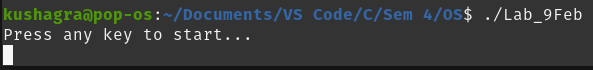 kushagra@pop-os:~/Documents/VS Code/C/Sem 4/OS$ ./Lab_9Feb
Press any key to start...